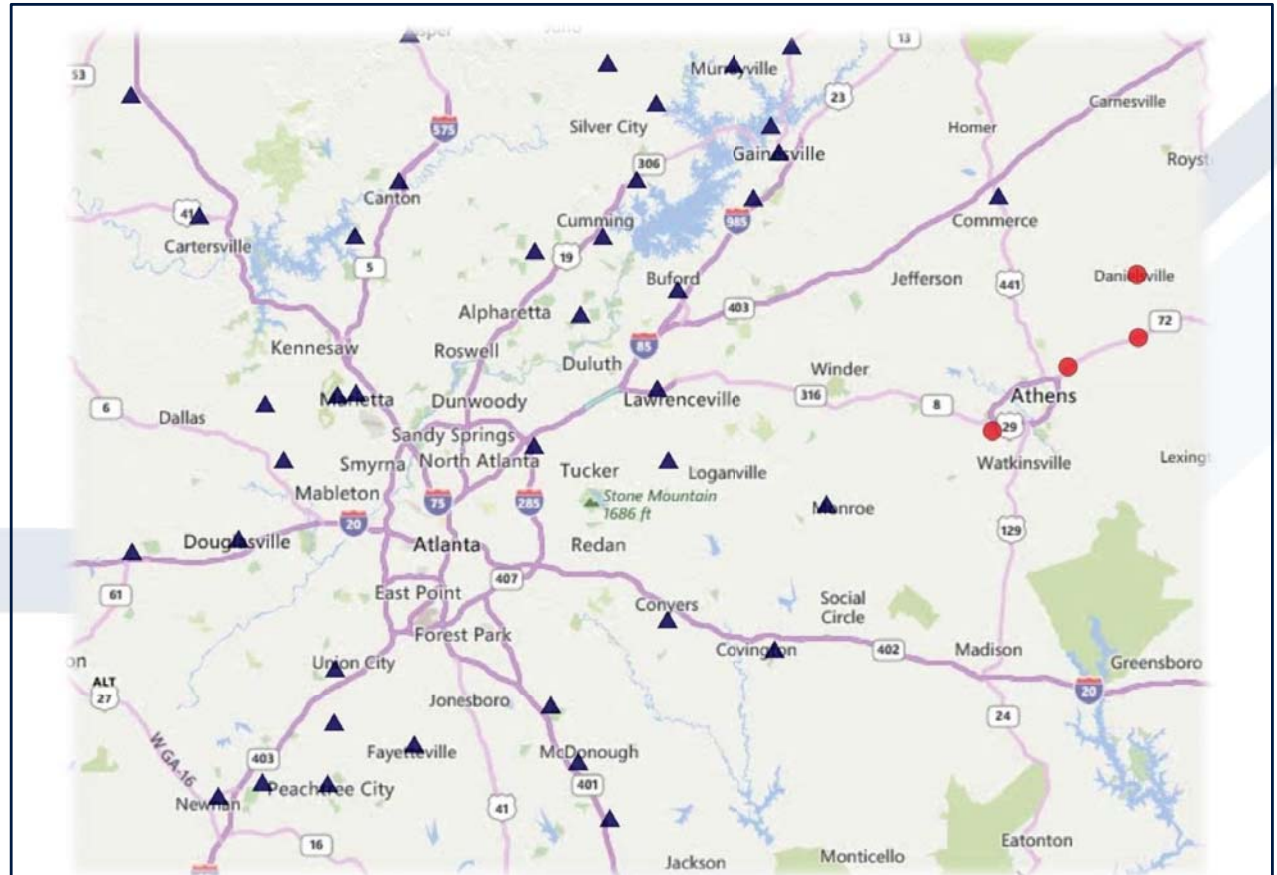 13
53
Murrayville
23
Carnesville
575
Silver City
Homer
306
Gainesville
Canton
41
Cumming
985
Commerce
Cartersville
19
5
Buford
Jefferson
441
Danielsville
403
Alpharetta
72
Kennesaw
Roswell
85
Duluth
Winder
316
8
Athens
Marietta
Dunwoody
Lawrenceville
6
Dallas
29
Sandy Springs
Smyrna
North Atlanta
Tucker
Loganville
Watkinsville
Mableton
75
285
Stone Mountain
1686 ft
Monroe
20
129
Douglasville
Atlanta
Redan
407
61
East Point
Conyers
Social
Circle
Forest Park
Union City
Covington
402
Madison
Greensboro
ALT
27
20
Jonesboro
24
W GA-16
403
Fayetteville
McDonough
401
Peachtree City
Newnan
41
16
Eatonton
Jackson
Monticello